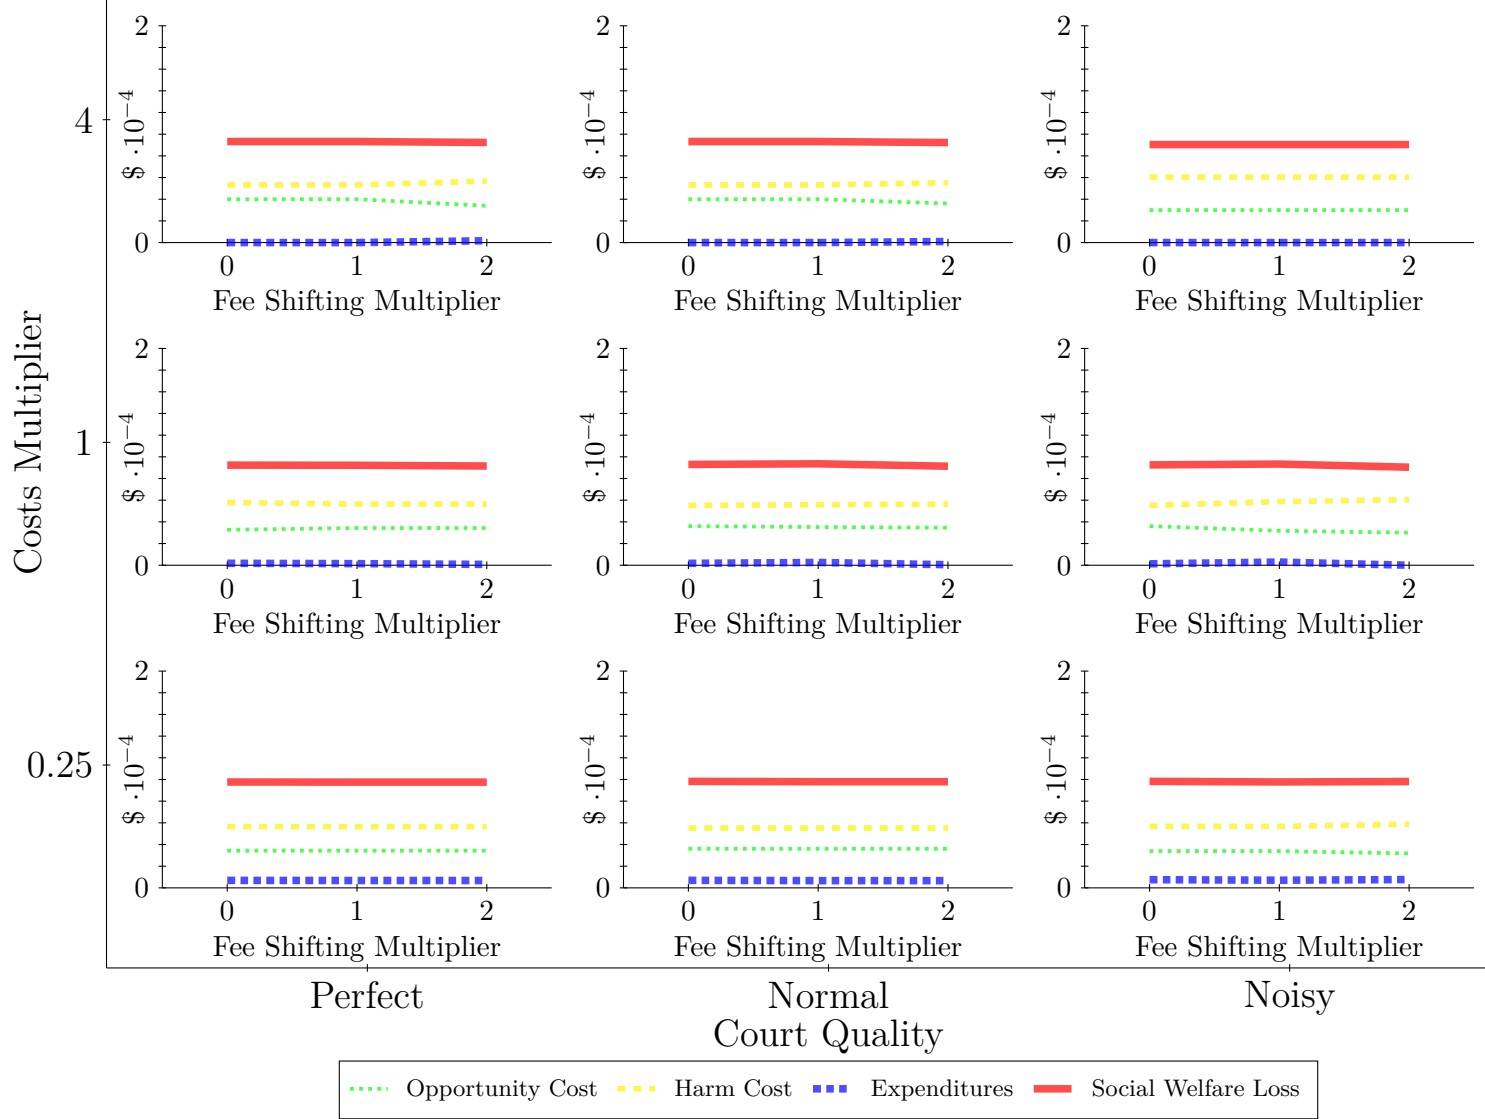 2
$ ·10−4
0
0 1 2
Fee Shifting Multiplier
2
$ ·10−4
0
0 1 2
Fee Shifting Multiplier
2
$ ·10−4
0
0 1 2
Fee Shifting Multiplier
4
2
$ ·10−4
0
0 1 2
Fee Shifting Multiplier
2
$ ·10−4
0
0 1 2
Fee Shifting Multiplier
2
$ ·10−4
0
0 1 2
Fee Shifting Multiplier
1
Costs Multiplier
2
$ ·10−4
0
0 1 2
Fee Shifting Multiplier
2
$ ·10−4
0
0 1 2
Fee Shifting Multiplier
2
$ ·10−4
0
0 1 2
Fee Shifting Multiplier
0.25
Perfect Normal Noisy
Court Quality
Opportunity Cost Harm Cost Expenditures Social Welfare Loss